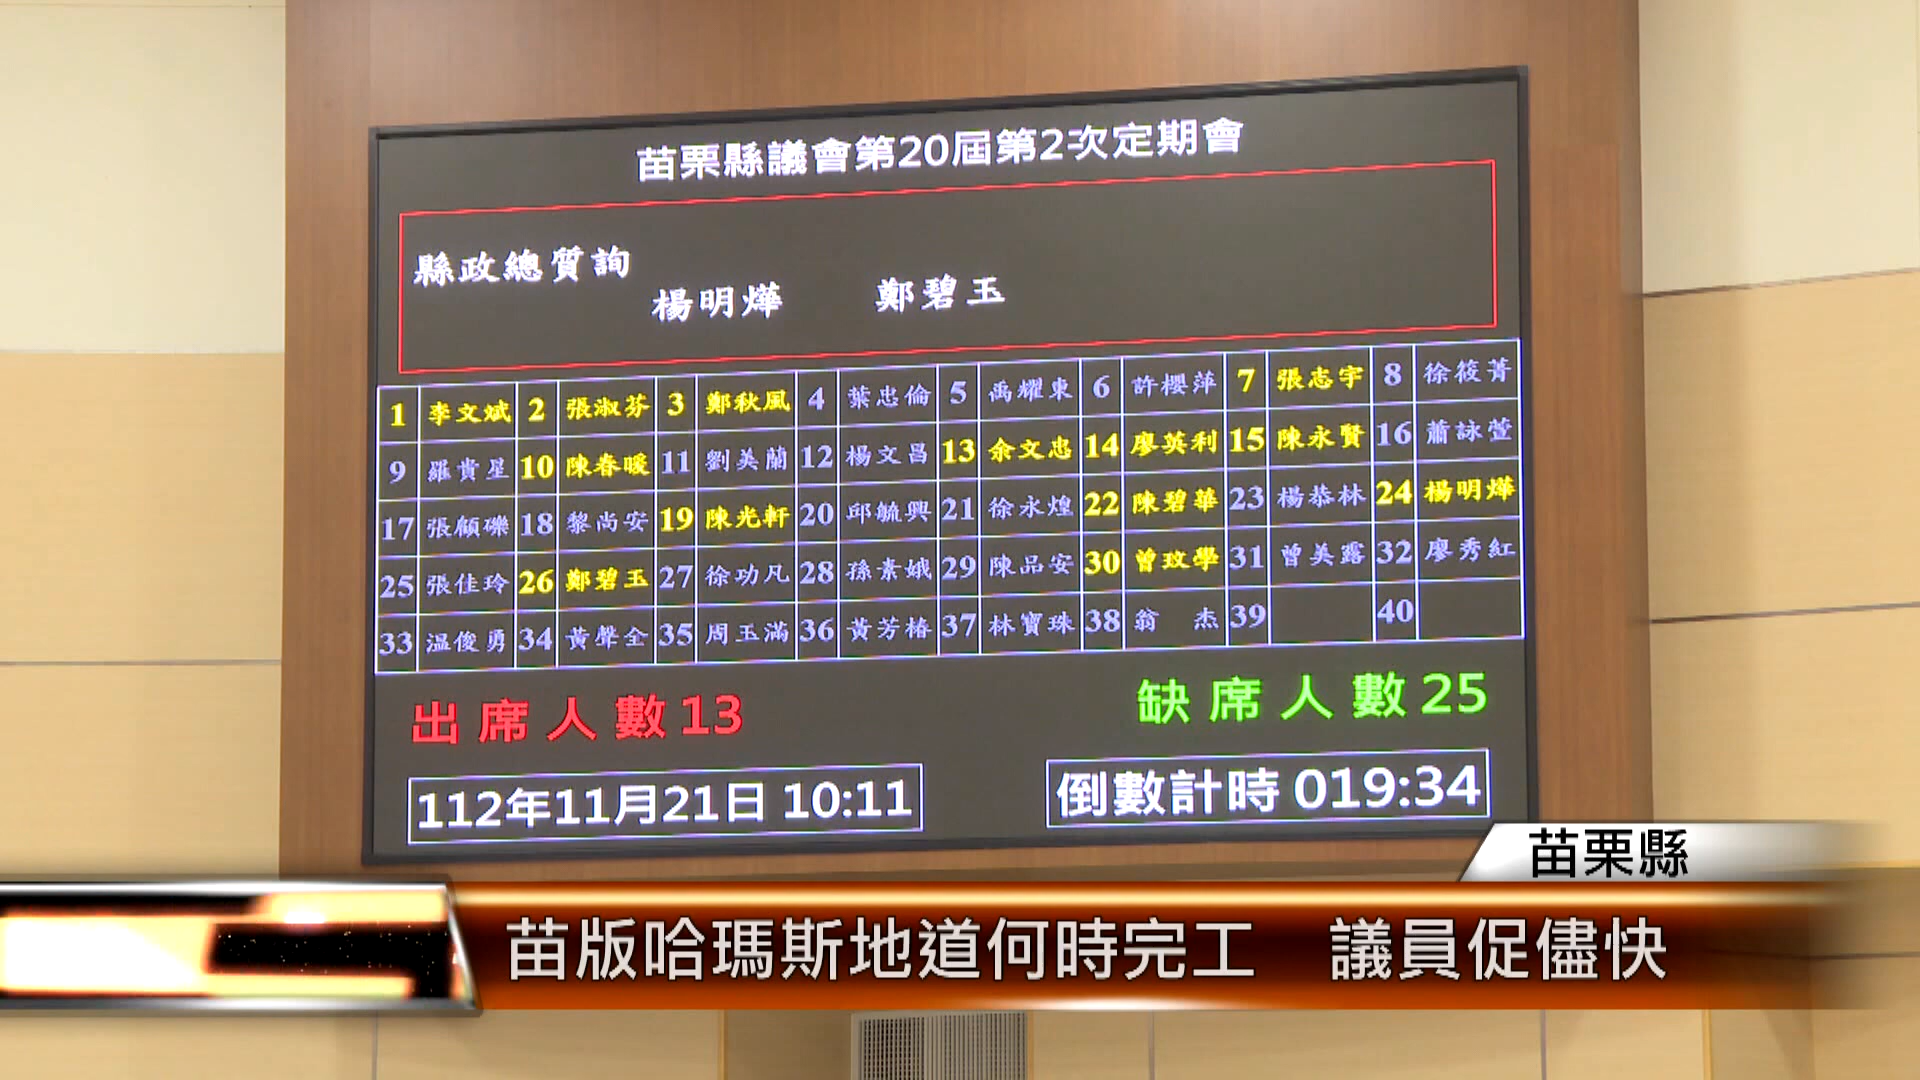 苗栗縣議會第20屆第2次定期會
縣政總質詢
楊明燁 鄭碧玉
1 李文斌 2 張淑芬 3 鄭秋風 4 葉忠倫 5 禹耀東 6 許櫻萍 7 張志宇 8 徐筱菁
9 羅貴星 10 陳春暖 11 劉美蘭 12 楊文昌 13 余文忠 14 廖英利 15 陳永賢 16 蕭詠萱
17 張顧礫 18 黎尚安 19 陳光軒 20 邱毓興 21 徐永煌 22 陳碧華 23 楊恭林 24 楊明燁
25 張佳玲 26 鄭碧玉 27 徐功凡 28 孫素娥 29 陳品安 30 曾玟學 31 曾美露 32 廖秀紅
33 温俊勇 34 黃聲全 35 周玉滿 36 黃芳椿 37 林寶珠 38 翁 杰 39 40
出席人數13 缺席人數25
112年11月21日 10:11 倒數計時 019:34
苗栗縣
苗版哈瑪斯地道何時完工 議員促儘快